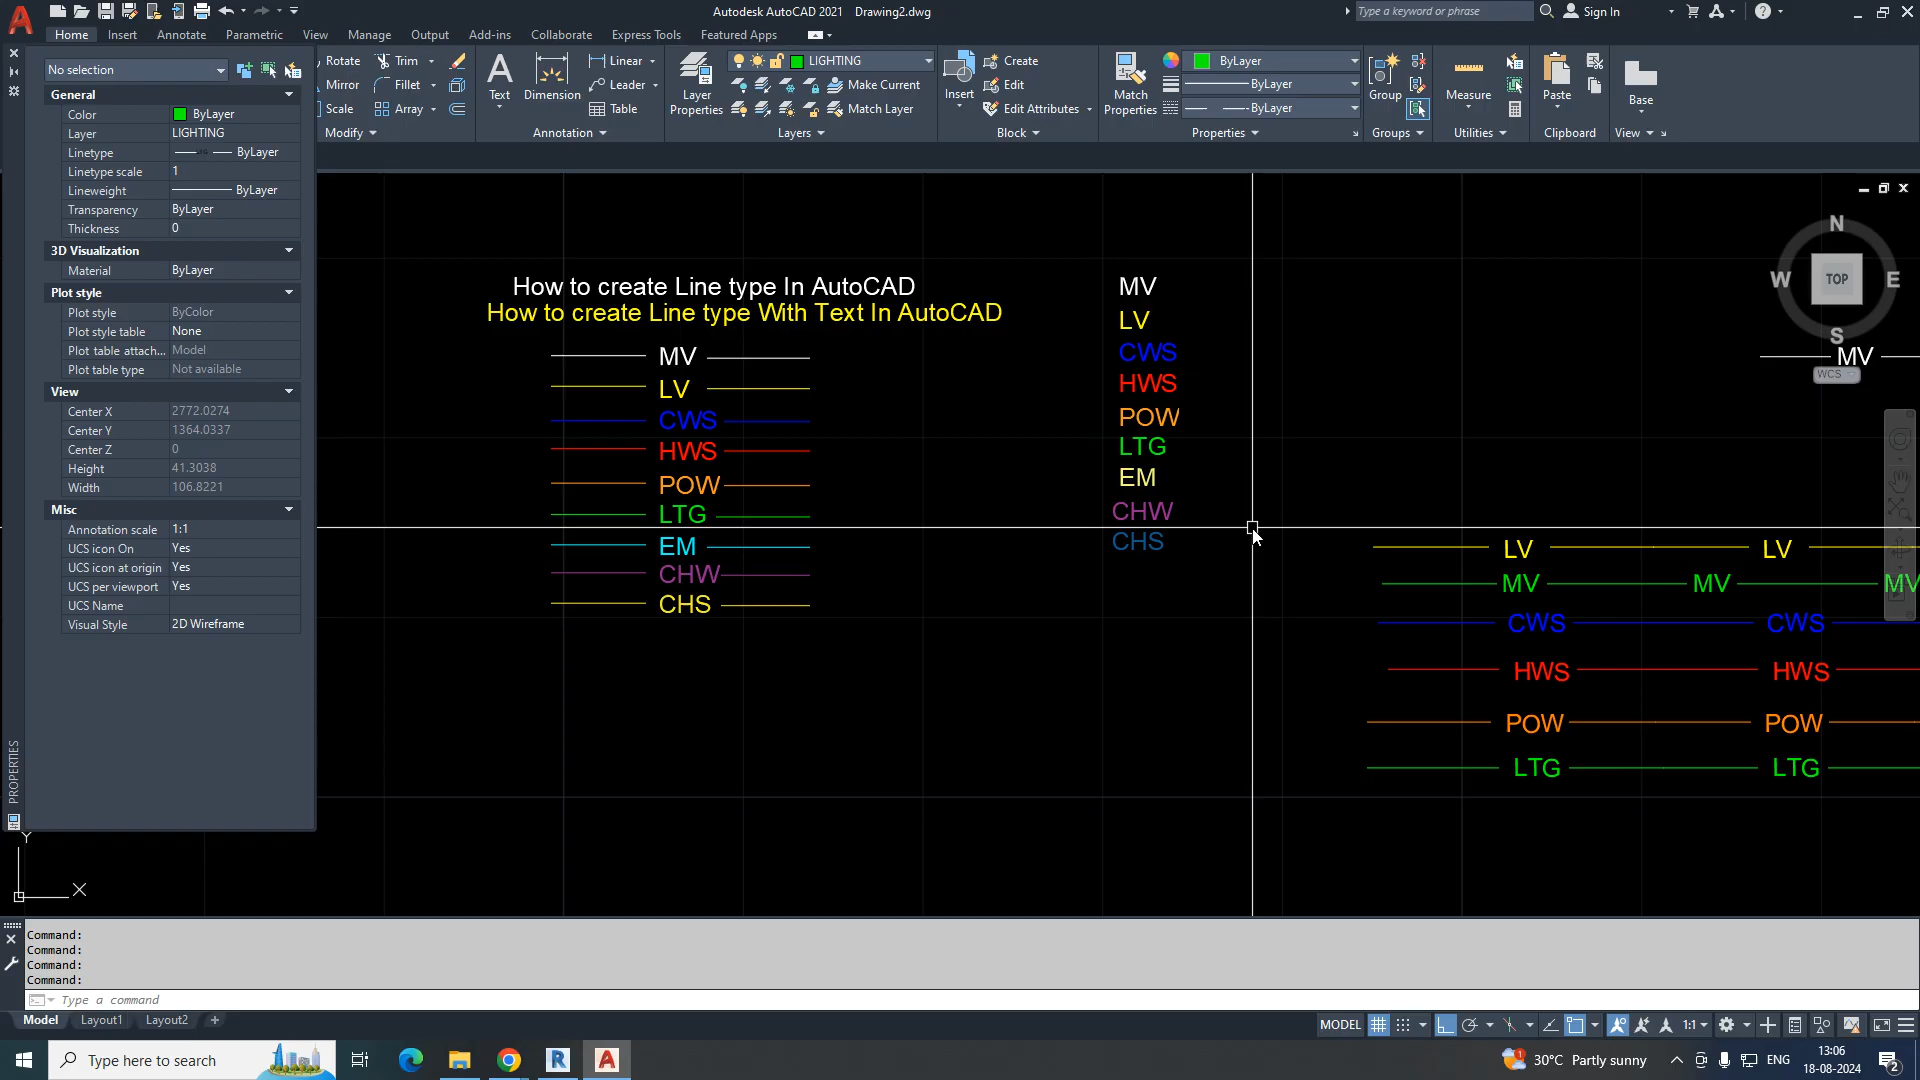 Autodesk AutoCAD 2021 Drawing2.dwg
Type a keyword or phrase
Sign In
Home Insert Annotate Parametric View Manage Output Add-ins Collaborate Express Tools Featured Apps
No selection
General
Color ByLayer
Layer LIGHTING
Linetype ByLayer
Linetype scale 1
Lineweight ByLayer
Transparency ByLayer
Thickness 0
3D Visualization
Material ByLayer
Plot style
Plot style ByColor
Plot style table None
Plot table attach... Model
Plot table type Not available
View
Center X 2772.0274
Center Y 1364.0337
Center Z 0
Height 41.3038
Width 106.8221
Misc
Annotation scale 1:1
UCS icon On Yes
UCS icon at origin Yes
UCS per viewport Yes
UCS Name
Visual Style 2D Wireframe
PROPERTIES
Rotate Trim
Mirror Fillet
Scale Array
Modify
Text
Dimension
Linear
Leader
Table
Annotation
Layer Properties
LIGHTING
Make Current
Match Layer
Layers
Insert
Create
Edit
Edit Attributes
Block
Match Properties
ByLayer
ByLayer
ByLayer
Properties
Group
Groups
Measure
Utilities
Paste
Clipboard
Base
View
How to create Line type In AutoCAD
How to create Line type With Text In AutoCAD
MV
LV
CWS
HWS
POW
LTG
EM
CHW
CHS
MV
LV
CWS
HWS
POW
LTG
EM
CHW
CHS
N
W TOP E
S
MV
WCS
LV LV
MV MV MV
CWS CWS
HWS HWS
POW POW
LTG LTG
Y
X
Command:
Command:
Command:
Command:
Type a command
Model Layout1 Layout2
MODEL 1:1
Type here to search
30°C Partly sunny
ENG
13:06
18-08-2024
2